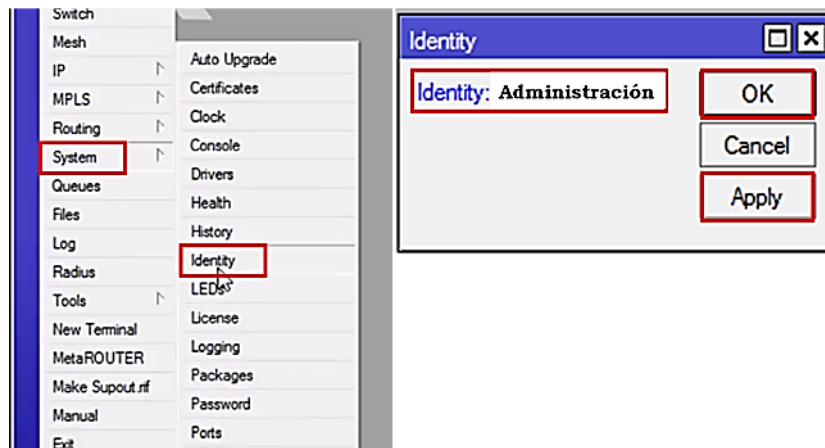 Switch
Mesh
IP
MPLS
Routing
System
Queues
Files
Log
Radius
Tools
New Terminal
MetaROUTER
Make Supout.rif
Manual
Exit
Auto Upgrade
Certificates
Clock
Console
Drivers
Health
History
Identity
LEDs
License
Logging
Packages
Password
Ports
Identity
Identity: Administración
OK
Cancel
Apply